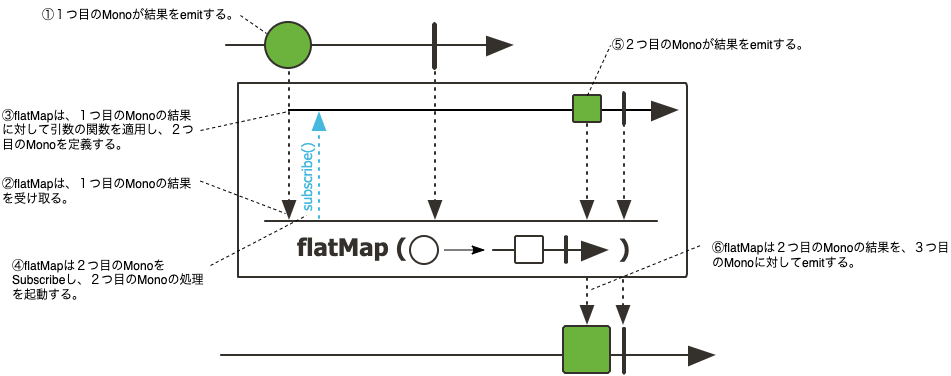 ①１つ目のMonoが結果をemitする。
⑤２つ目のMonoが結果をemitする。
③flatMapは、１つ目のMonoの結果
に対して引数の関数を適用し、２つ
目のMonoを定義する。
subscribe()
②flatMapは、１つ目のMonoの結果
を受け取る。
flatMap ( )
⑥flatMapは２つ目のMonoの結果を、３つ目
のMonoに対してemitする。
④flatMapは２つ目のMonoを
Subscribeし、２つ目のMonoの処理
を起動する。